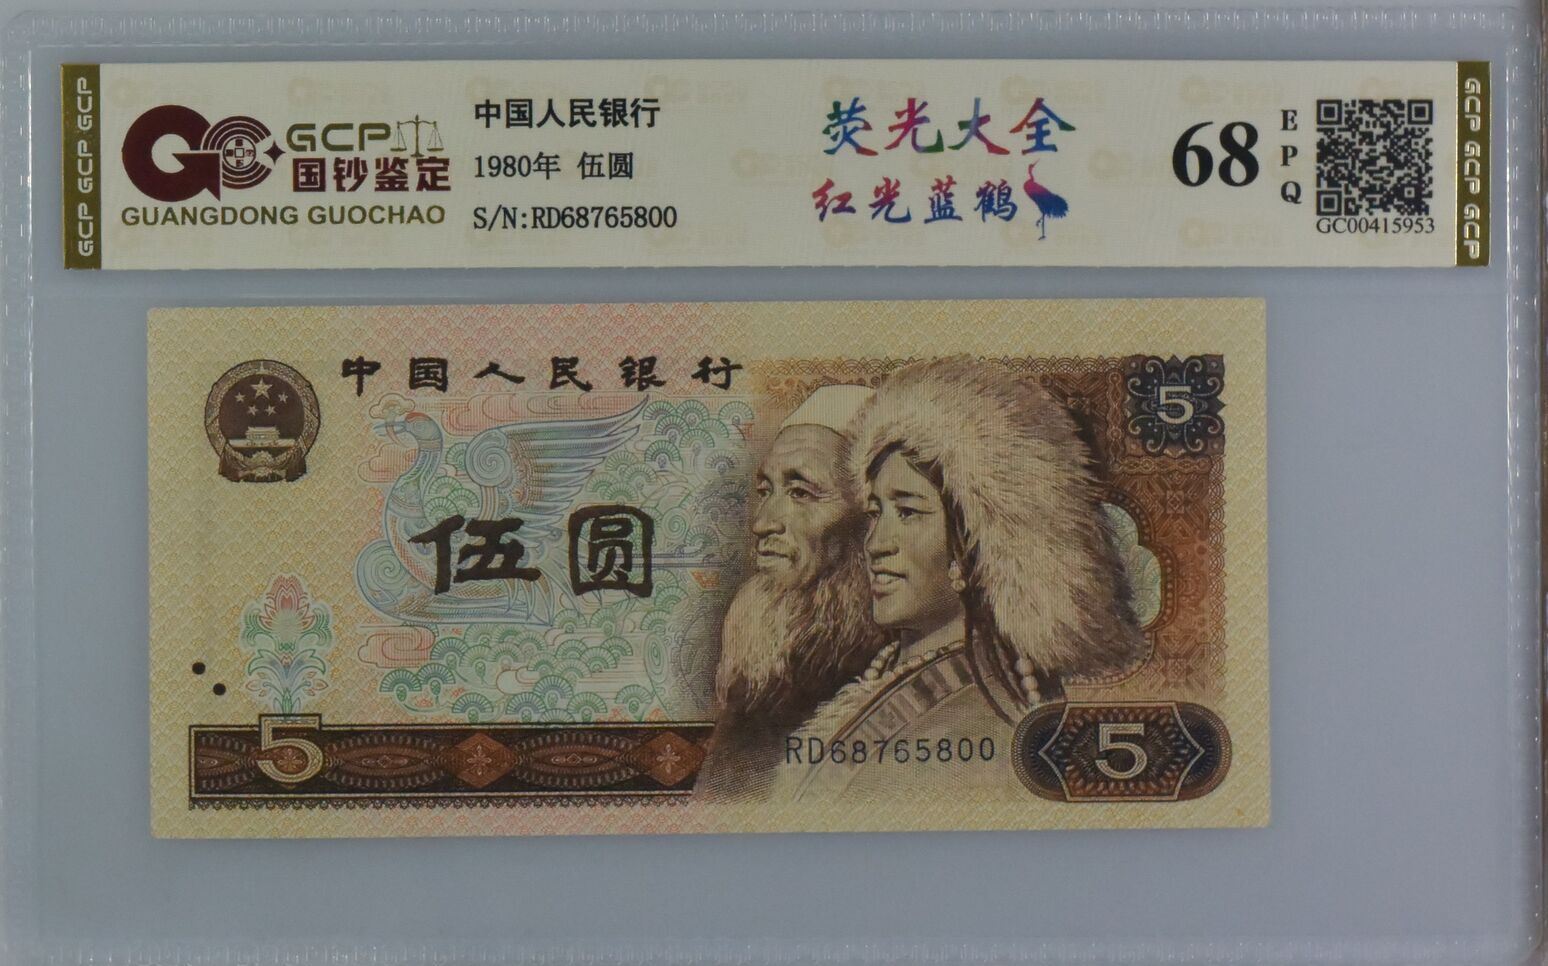 GCP GCP GCP
GCP
国钞鉴定
GUANGDONG GUOCHAO
中国人民银行
1980年 伍圆
S/N:RD68765800
荧光大全
红光蓝鹤
68
EPQ
GC00415953
GCP GCP GCP
中国人民银行
5
伍圆
5
RD68765800
5